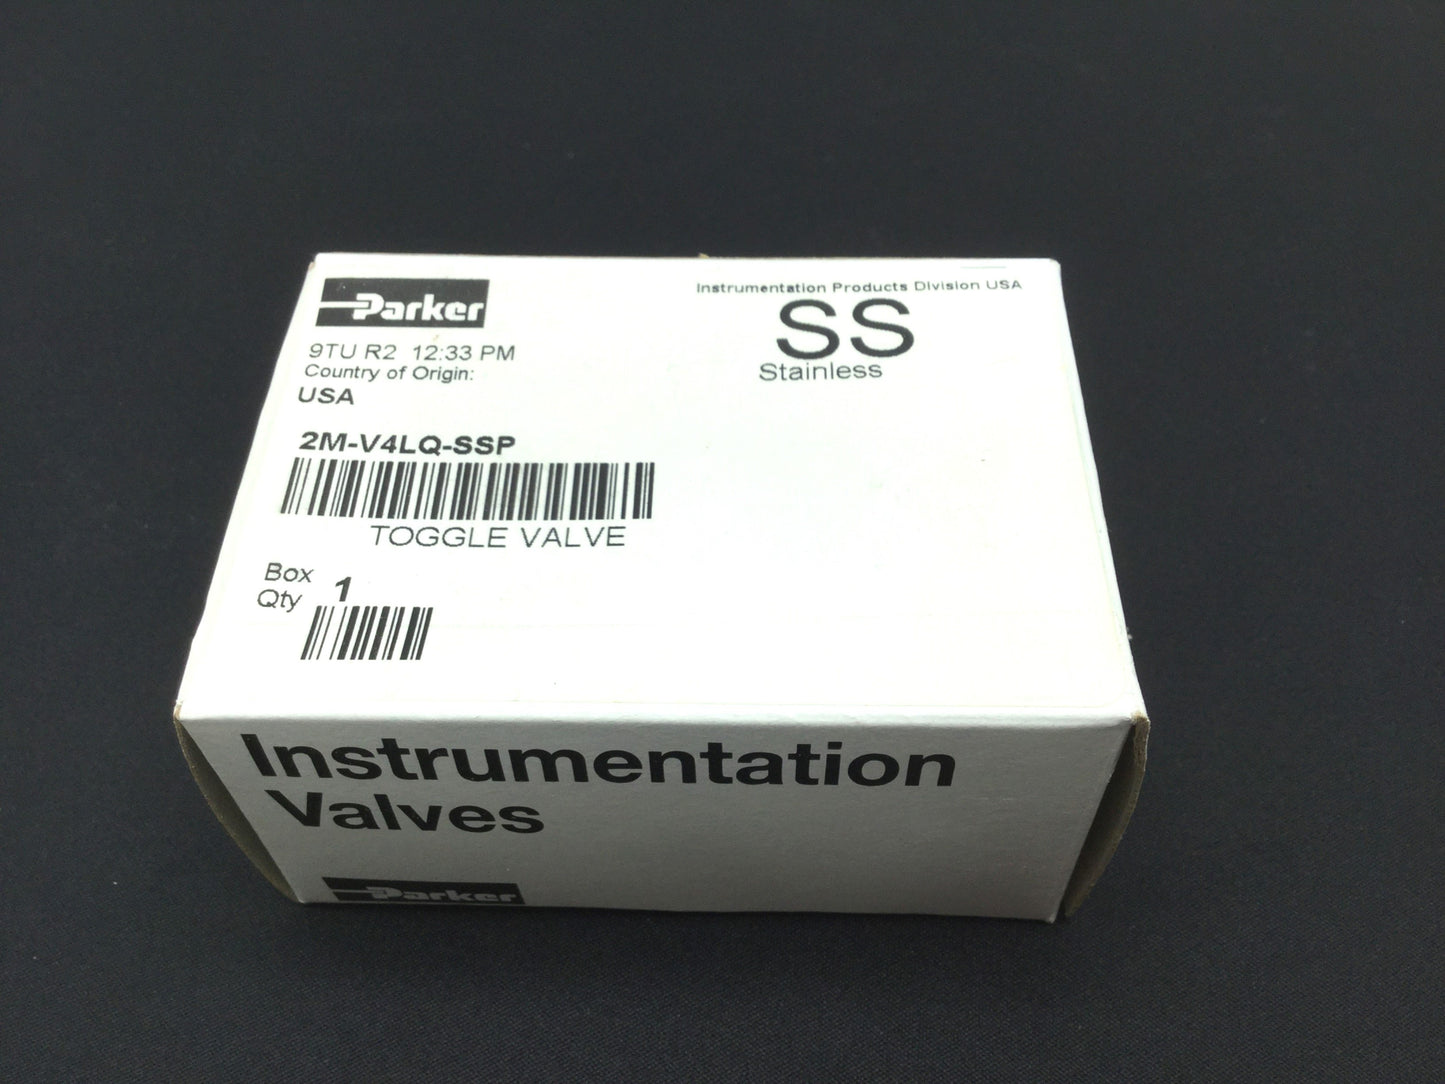 Parker
Instrumentation Products Division USA
SS
Stainless
9TU R2 12:33 PM
Country of Origin:
USA
2M-V4LQ-SSP
TOGGLE VALVE
Box
Qty 1
Instrumentation
Valves
Parker